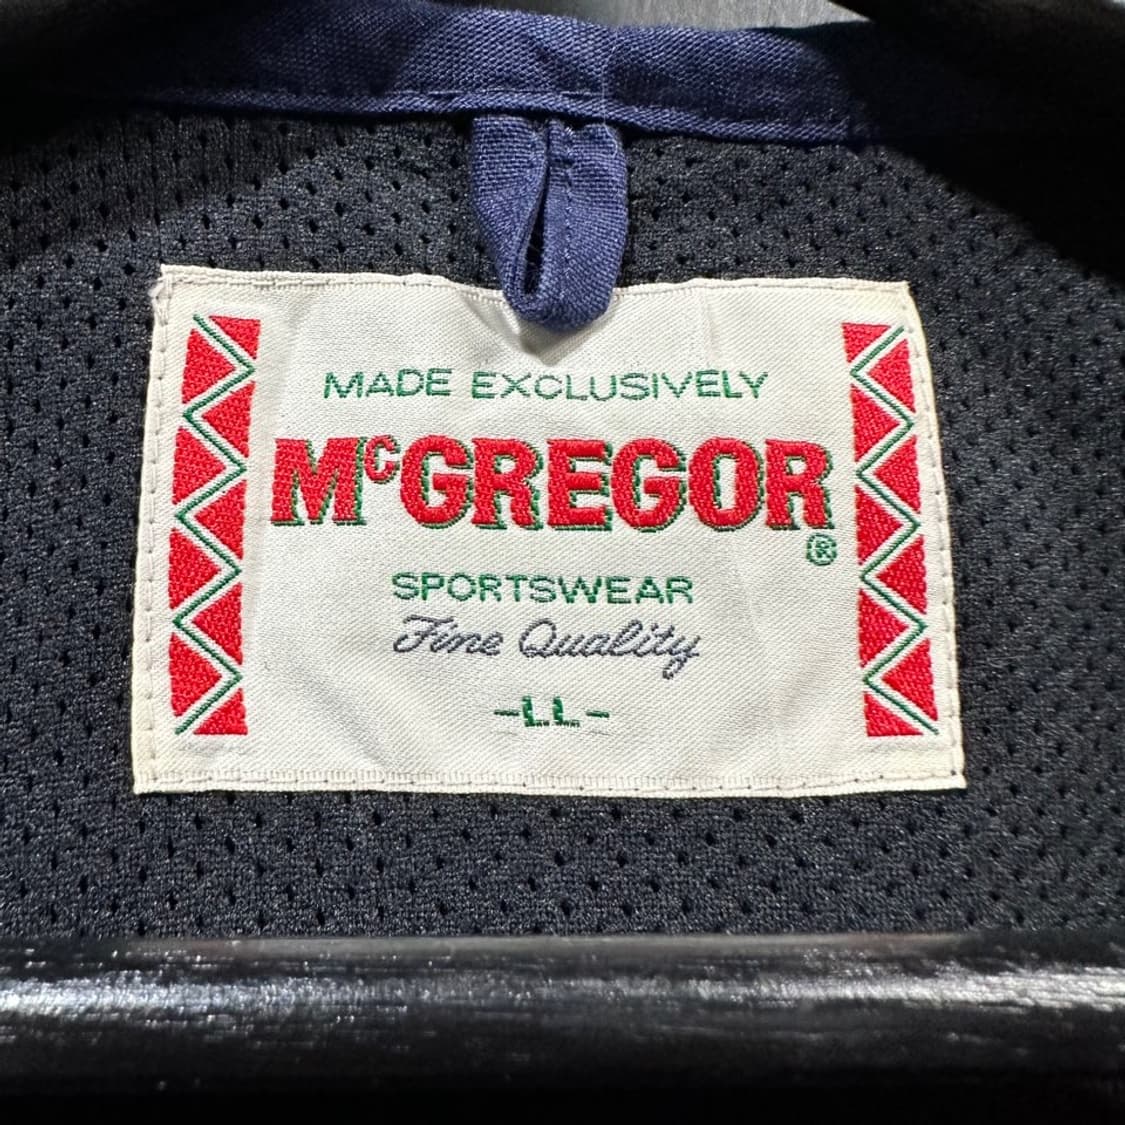 MADE EXCLUSIVELY
McGREGOR
®
SPORTSWEAR
Fine Quality
-LL-